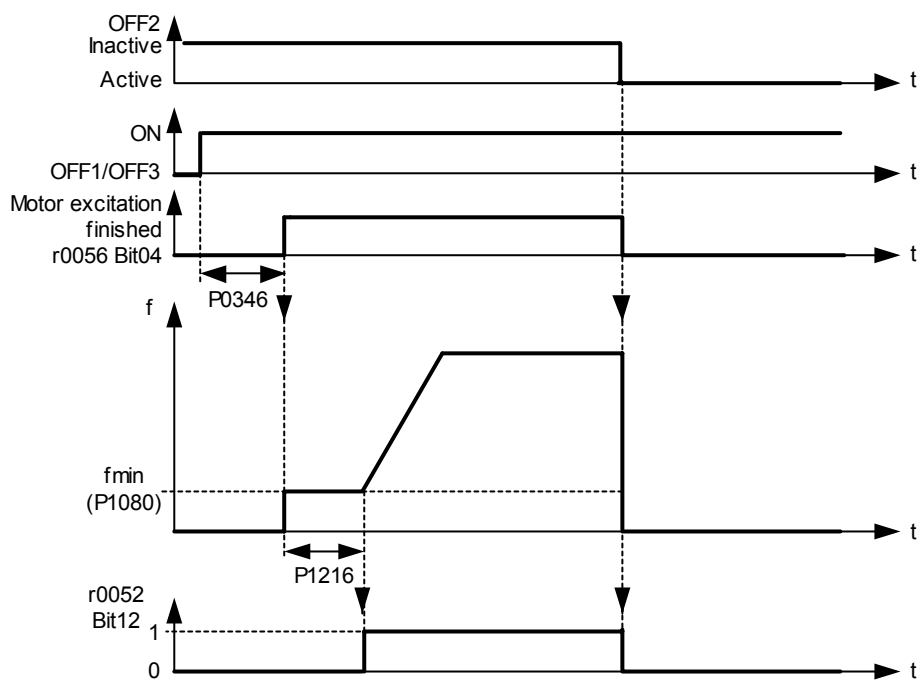 OFF2
Inactive
Active
t
ON
OFF1/OFF3
t
Motor excitation
finished
r0056 Bit04
t
P0346
f
fmin
(P1080)
t
P1216
r0052
Bit12
1
0
t